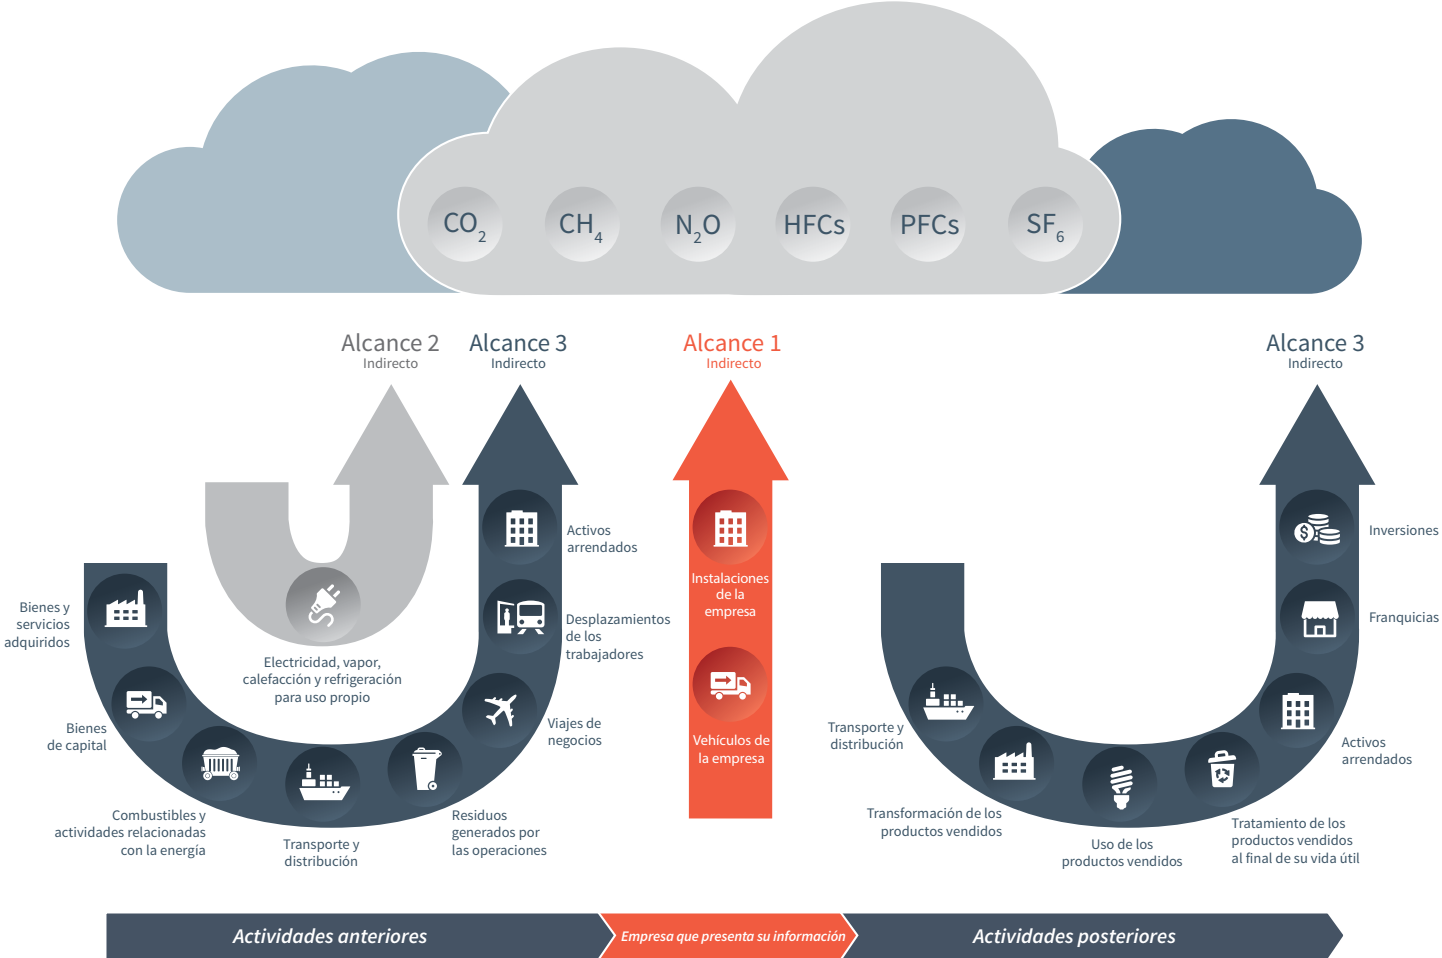 CO2
CH4
N2O
HFCs
PFCs
SF6
Alcance 2
Indirecto
Alcance 3
Indirecto
Alcance 1
Indirecto
Alcance 3
Indirecto
Bienes y
servicios
adquiridos
Bienes
de capital
Combustibles y
actividades relacionadas
con la energía
Transporte y
distribución
Residuos
generados por
las operaciones
Viajes de
negocios
Desplazamientos
de los
trabajadores
Activos
arrendados
Electricidad, vapor,
calefacción y refrigeración
para uso propio
Instalaciones
de la
empresa
Vehículos de
la empresa
Transporte y
distribución
Transformación de los
productos vendidos
Uso de los
productos vendidos
Tratamiento de los
productos vendidos
al final de su vida útil
Activos
arrendados
Franquicias
Inversiones
$
Actividades anteriores
Empresa que presenta su información
Actividades posteriores